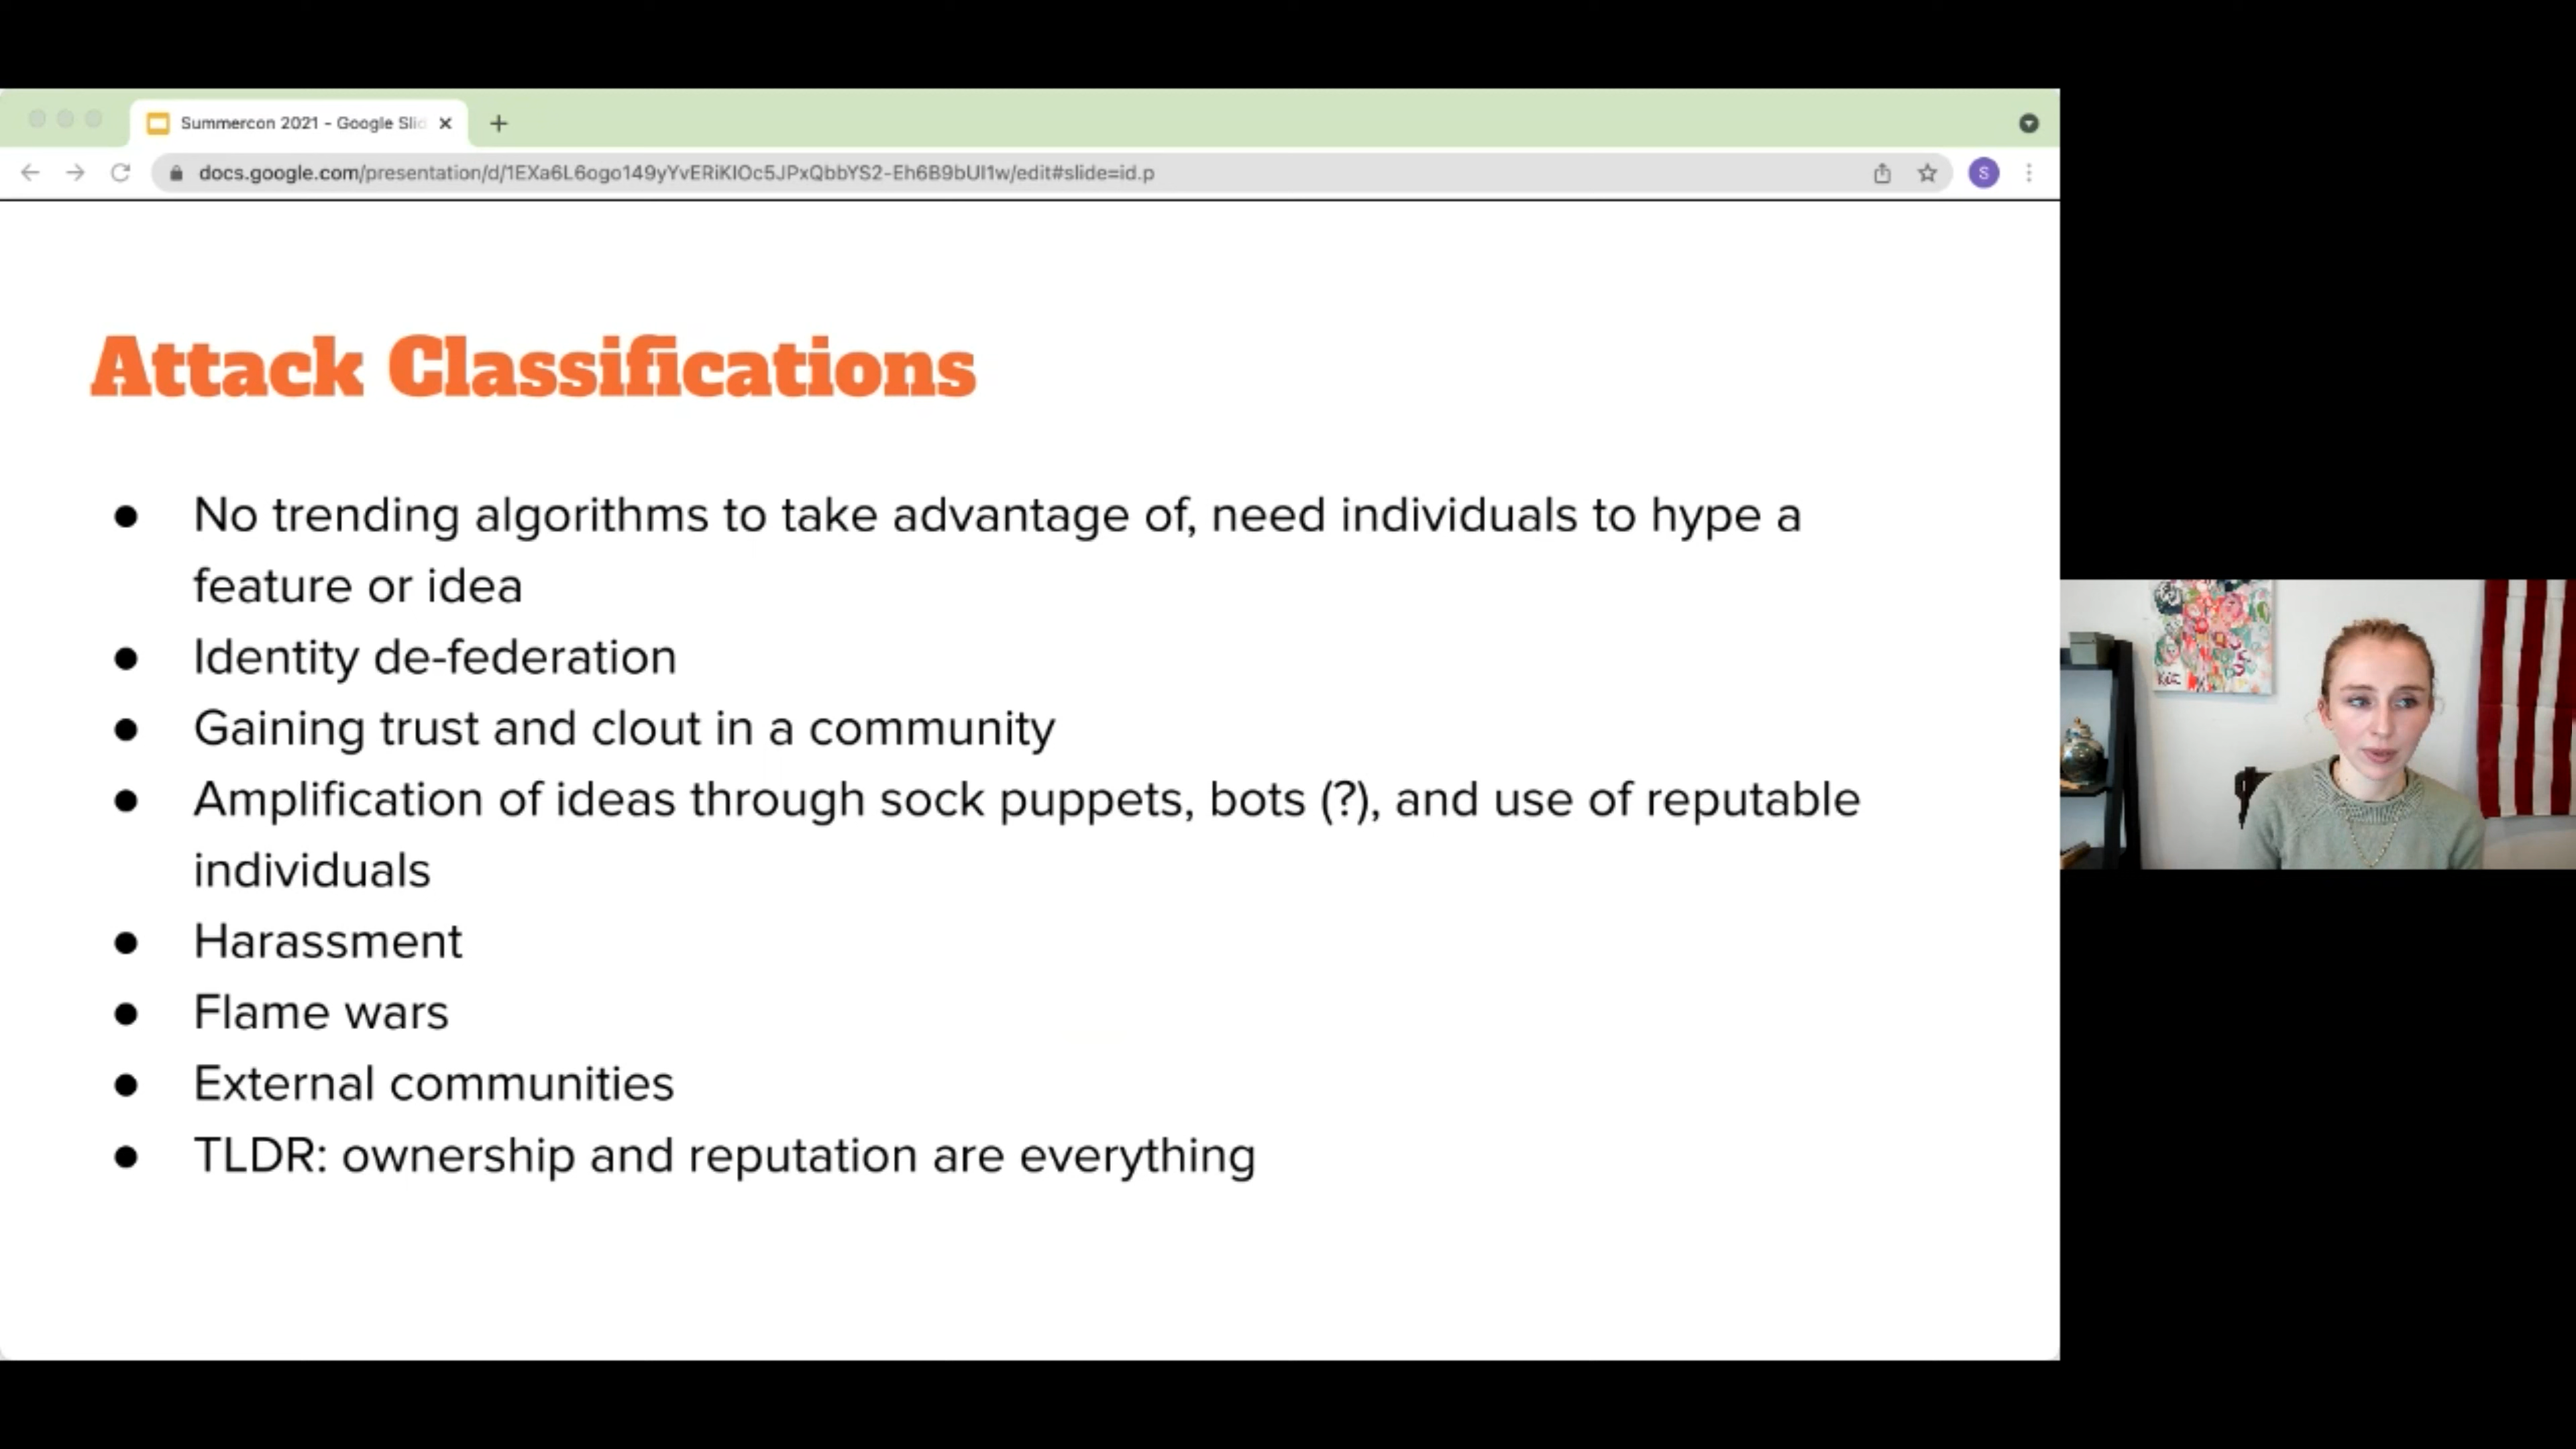 Summercon 2021 - Google Slid
docs.google.com/presentation/d/1EXa6L6ogo149yYvERiKIOc5JPxQbbYS2-Eh6B9bUI1w/edit#slide=id.p
S
Attack Classifications
● No trending algorithms to take advantage of, need individuals to hype a
feature or idea
● Identity de-federation
● Gaining trust and clout in a community
● Amplification of ideas through sock puppets, bots (?), and use of reputable
individuals
● Harassment
● Flame wars
● External communities
● TLDR: ownership and reputation are everything